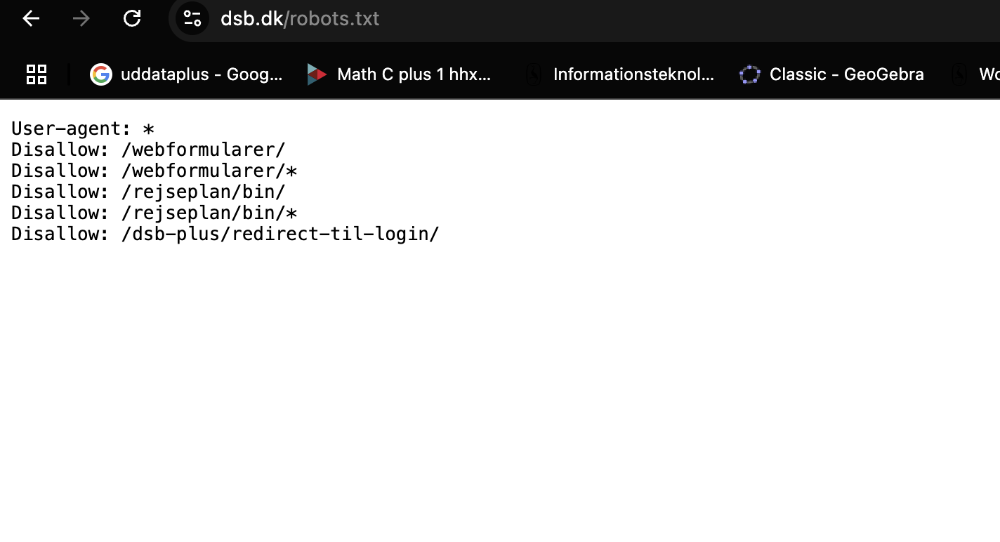 dsb.dk/robots.txt
uddataplus - Goog...
Math C plus 1 hhx...
Informationsteknol...
Classic - GeoGebra
User-agent: *
Disallow: /webformularer/
Disallow: /webformularer/*
Disallow: /rejseplan/bin/
Disallow: /rejseplan/bin/*
Disallow: /dsb-plus/redirect-til-login/